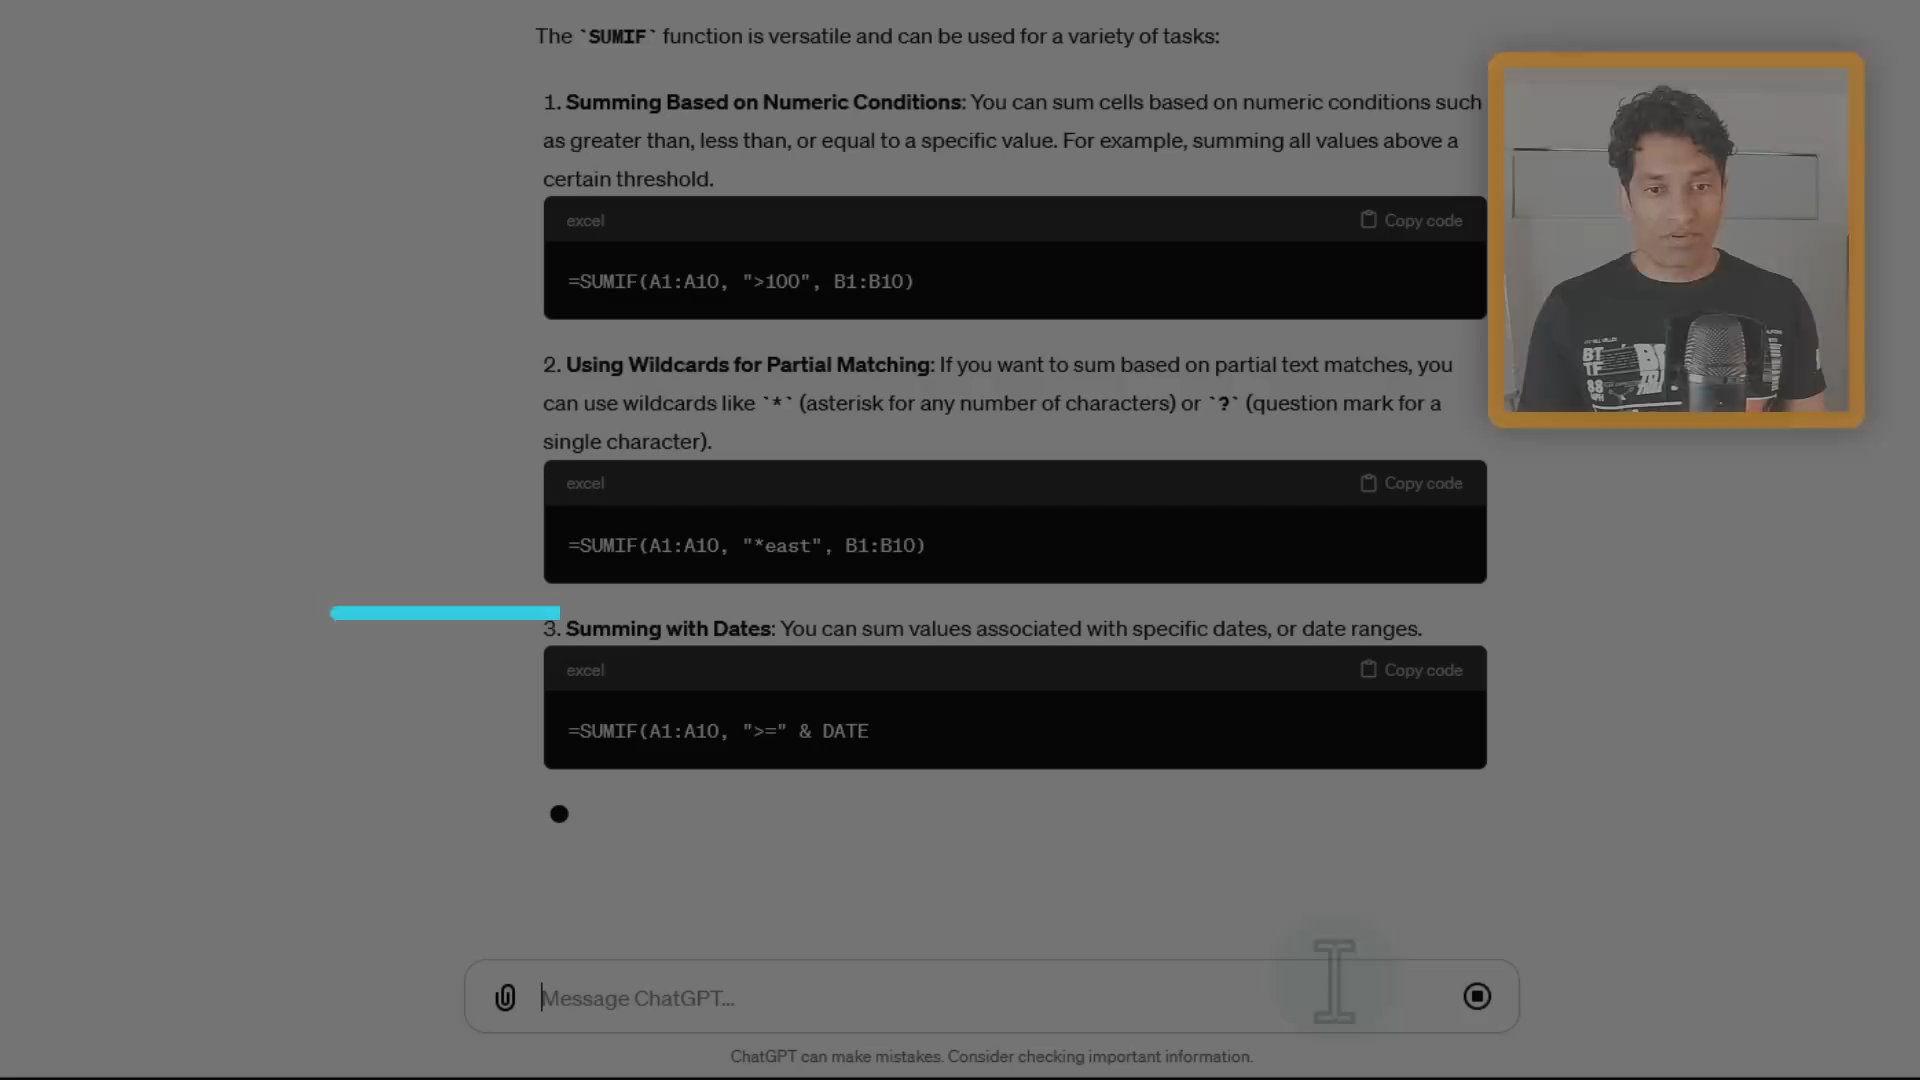 The `SUMIF` function is versatile and can be used for a variety of tasks:
1. Summing Based on Numeric Conditions: You can sum cells based on numeric conditions such
as greater than, less than, or equal to a specific value. For example, summing all values above a
certain threshold.
excel Copy code
=SUMIF(A1:A10, ">100", B1:B10)
2. Using Wildcards for Partial Matching: If you want to sum based on partial text matches, you
can use wildcards like `*` (asterisk for any number of characters) or `?` (question mark for a
single character).
excel Copy code
=SUMIF(A1:A10, "*east", B1:B10)
3. Summing with Dates: You can sum values associated with specific dates, or date ranges.
excel Copy code
=SUMIF(A1:A10, ">=" & DATE
Message ChatGPT...
ChatGPT can make mistakes. Consider checking important information.
BT
TF
88